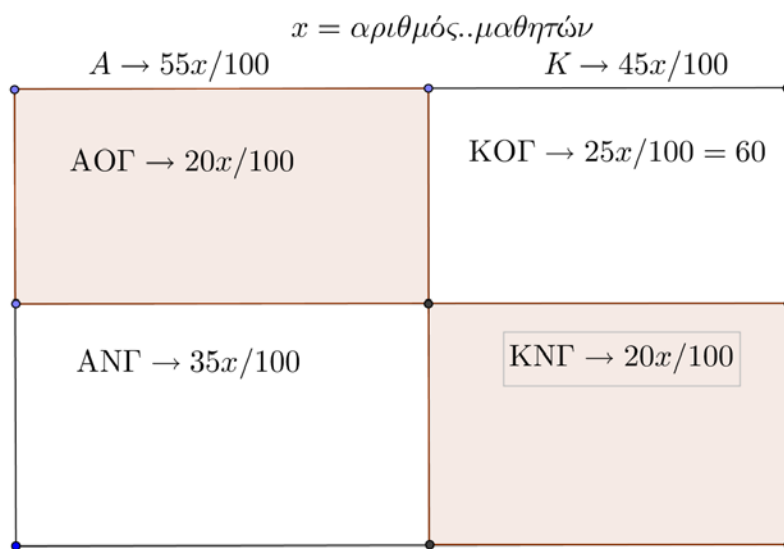 x = αριθμός..μαθητών
A → 55x/100 K → 45x/100
ΑΟΓ → 20x/100 ΚΟΓ → 25x/100 = 60
ΑΝΓ → 35x/100 ΚΝΓ → 20x/100